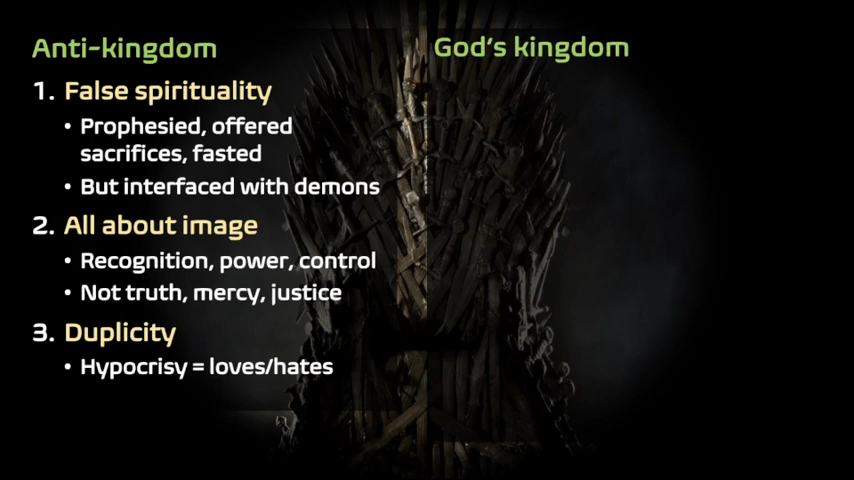 Anti-kingdom
God's kingdom
1. False spirituality
• Prophesied, offered
sacrifices, fasted
• But interfaced with demons
2. All about image
• Recognition, power, control
• Not truth, mercy, justice
3. Duplicity
• Hypocrisy = loves/hates